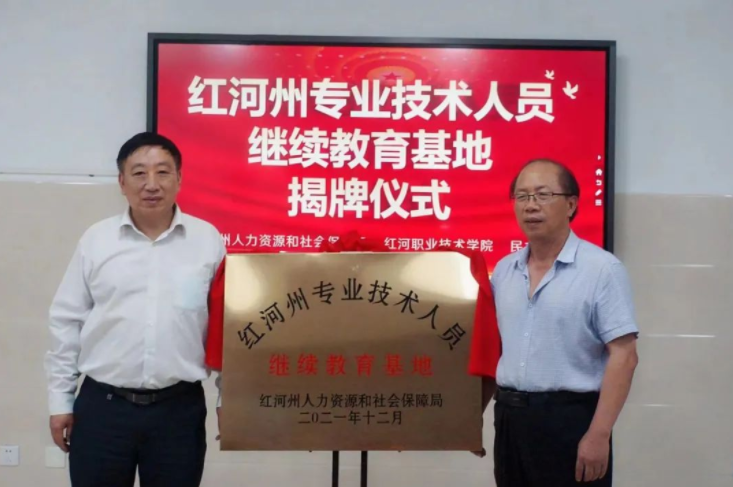 红河州专业技术人员
继续教育基地
揭牌仪式
州人力资源和社会保
红河职业技术学院
民
红河州专业技术人员
继续教育基地
红河州人力资源和社会保障局
二〇二一年十二月